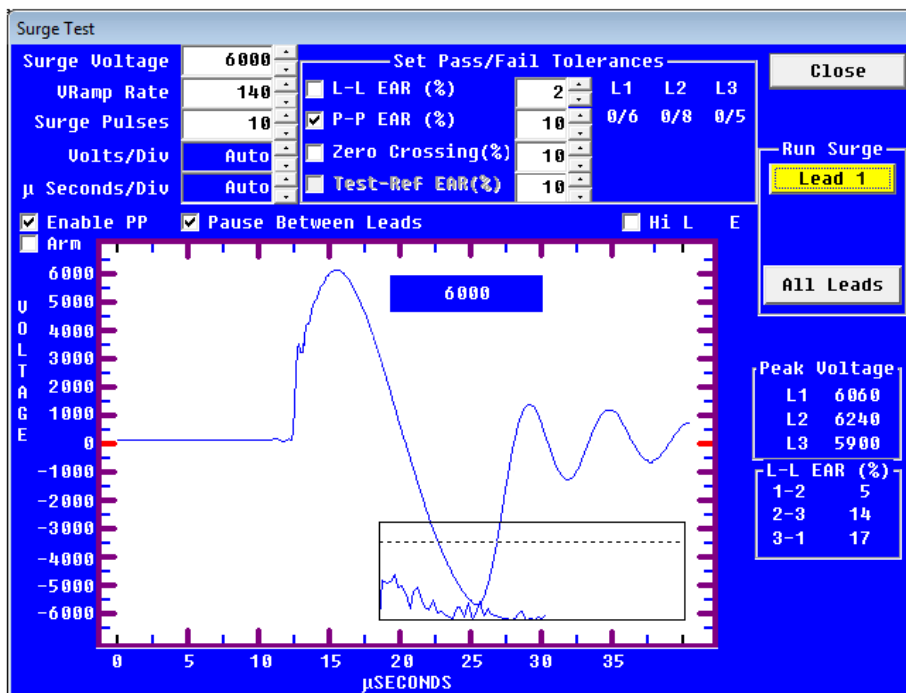 Surge Test
Surge Voltage 6000
VRamp Rate 140
Surge Pulses 10
Volts/Div Auto
µ Seconds/Div Auto
Set Pass/Fail Tolerances
L-L EAR (%) 2 L1 L2 L3
P-P EAR (%) 10 0/6 0/8 0/5
Zero Crossing(%) 10
Test-Ref EAR(%) 10
Close
Run Surge
Lead 1
All Leads
Enable PP Pause Between Leads Hi L E
Arm
VOLTAGE
6000
5000
4000
3000
2000
1000
0
-1000
-2000
-3000
-4000
-5000
-6000
6000
0 5 10 15 20 25 30 35
µSECONDS
Peak Voltage
L1 6060
L2 6240
L3 5900
L-L EAR (%)
1-2 5
2-3 14
3-1 17